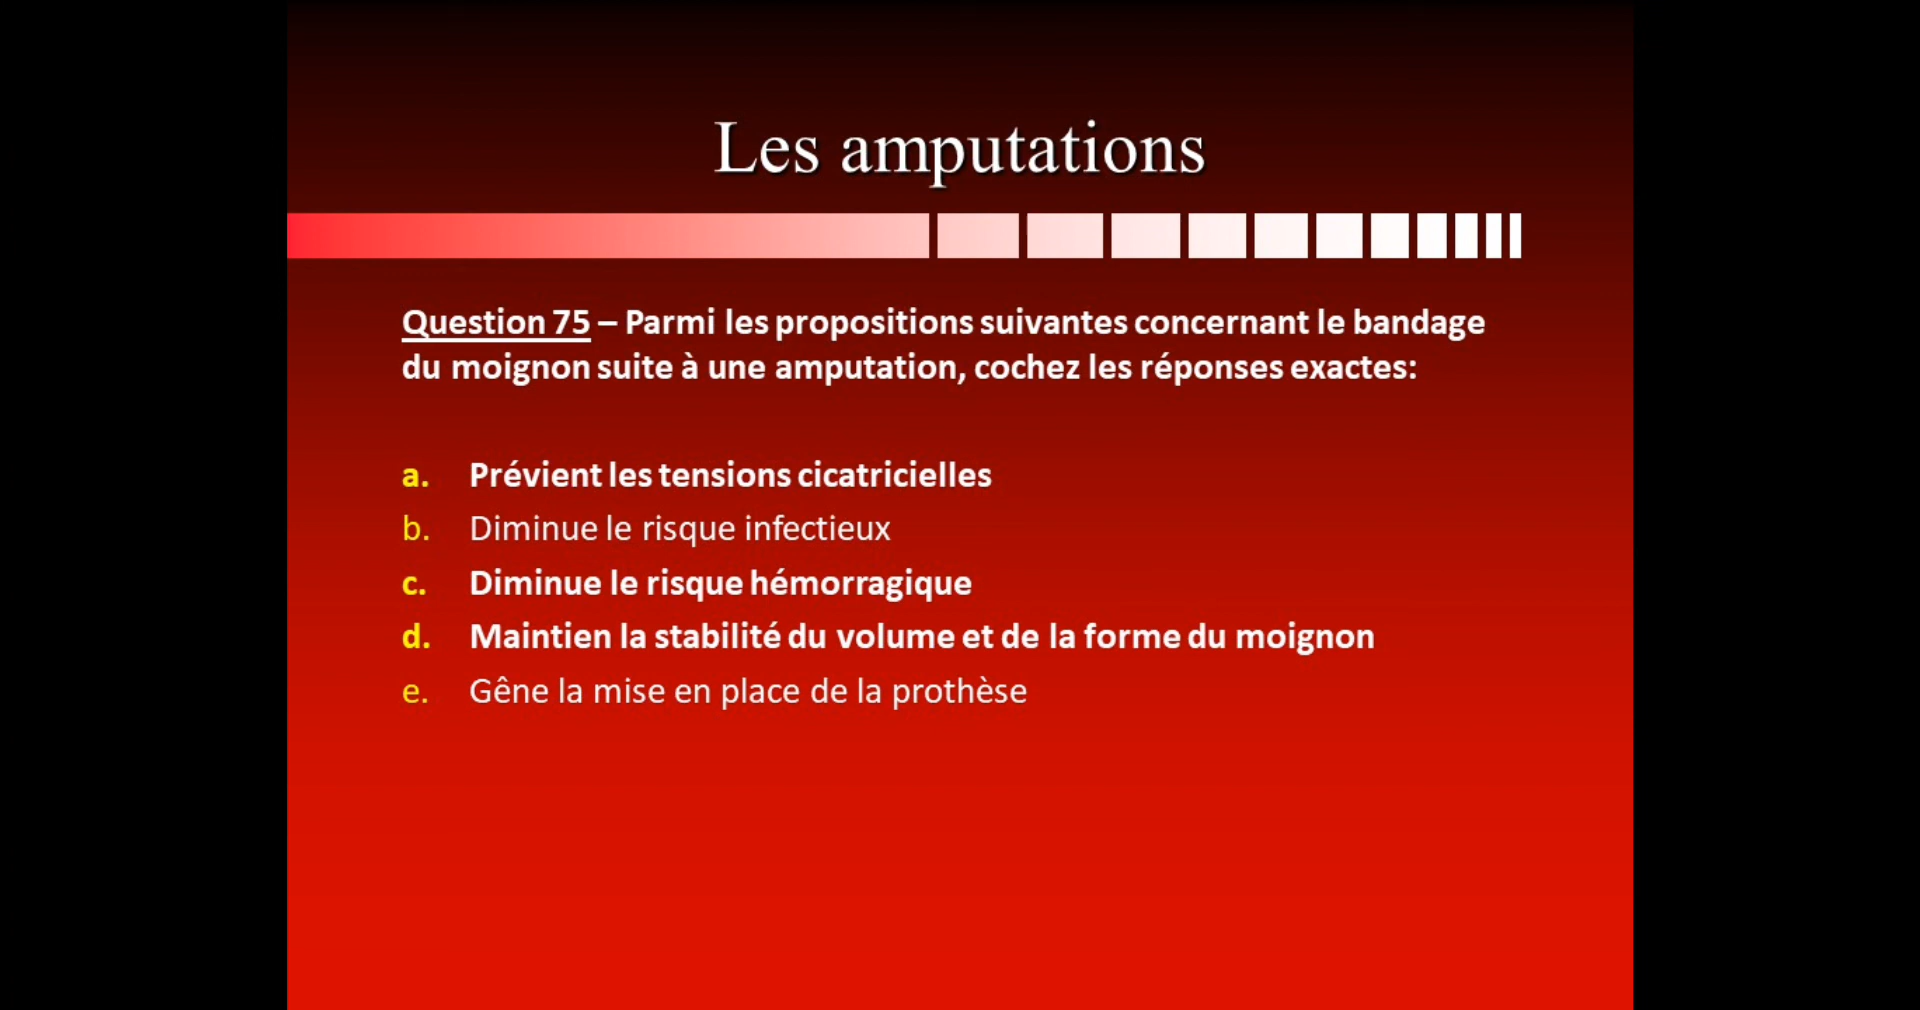 Les amputations
Question 75 – Parmi les propositions suivantes concernant le bandage
du moignon suite à une amputation, cochez les réponses exactes:
a. Prévient les tensions cicatricielles
b. Diminue le risque infectieux
c. Diminue le risque hémorragique
d. Maintien la stabilité du volume et de la forme du moignon
e. Gêne la mise en place de la prothèse